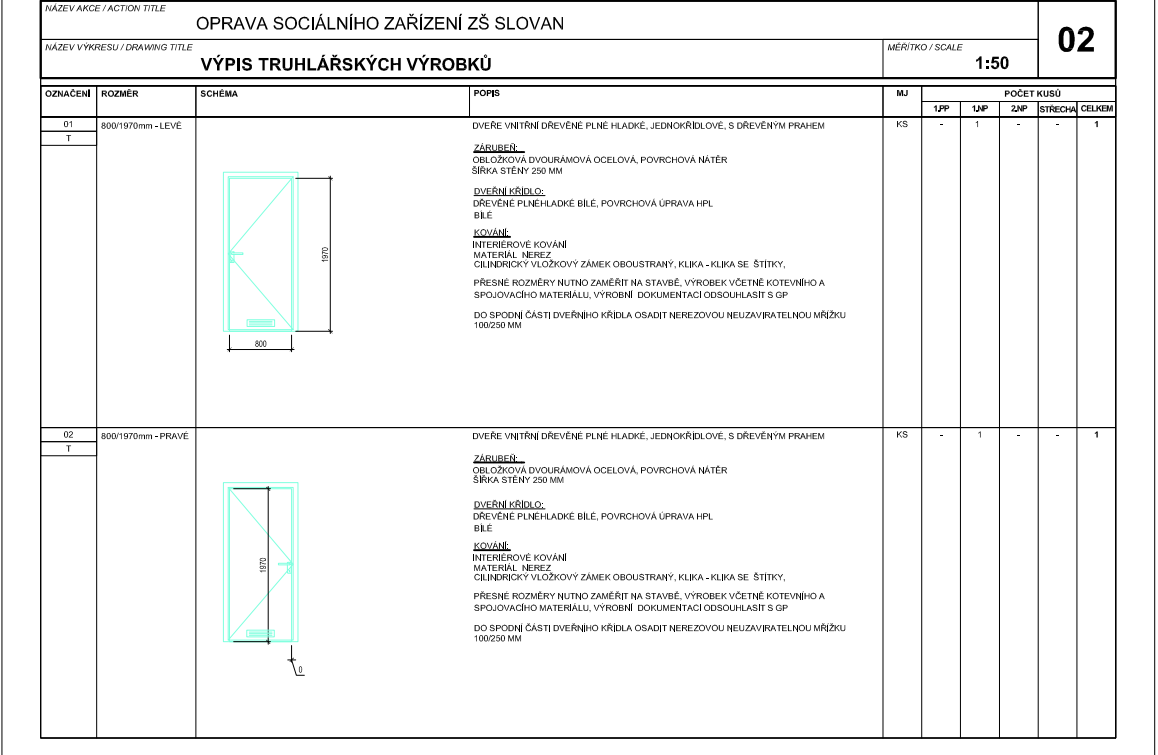 NÁZEV AKCE / ACTION TITLE
OPRAVA SOCIÁLNÍHO ZAŘÍZENÍ ZŠ SLOVAN
02
NÁZEV VÝKRESU / DRAWING TITLE
VÝPIS TRUHLÁŘSKÝCH VÝROBKŮ
MĚŘÍTKO / SCALE
1:50
OZNAČENÍ ROZMĚR SCHÉMA POPIS MJ POČET KUSŮ
1.PP 1.NP 2.NP STŘECHA CELKEM
01 800/1970mm - LEVÉ DVEŘE VNITŘNÍ DŘEVĚNÉ PLNÉ HLADKÉ, JEDNOKŘÍDLOVÉ, S DŘEVĚNÝM PRAHEM KS - 1 - - 1
T
ZÁRUBEŇ:
OBLOŽKOVÁ DVOURÁMOVÁ OCELOVÁ, POVRCHOVÁ NÁTĚR
ŠÍŘKA STĚNY 250 MM
DVEŘNÍ KŘÍDLO:
DŘEVĚNÉ PLNÉHLADKÉ BÍLÉ, POVRCHOVÁ ÚPRAVA HPL
BÍLÉ
KOVÁNÍ:
INTERIÉROVÉ KOVÁNÍ
MATERIÁL NEREZ
CILINDRICKÝ VLOŽKOVÝ ZÁMEK OBOUSTRANÝ, KLIKA - KLIKA SE ŠTÍTKY,
PŘESNÉ ROZMĚRY NUTNO ZAMĚŘIT NA STAVBĚ, VÝROBEK VČETNĚ KOTEVNÍHO A
SPOJOVACÍHO MATERIÁLU, VÝROBNÍ DOKUMENTACI ODSOUHLASIT S GP
DO SPODNÍ ČÁSTI DVEŘNÍHO KŘÍDLA OSADIT NEREZOVOU NEUZAVIRATELNOU MŘÍŽKU
100/250 MM
1970
800
02 800/1970mm - PRAVÉ DVEŘE VNITŘNÍ DŘEVĚNÉ PLNÉ HLADKÉ, JEDNOKŘÍDLOVÉ, S DŘEVĚNÝM PRAHEM KS - 1 - - 1
T
ZÁRUBEŇ:
OBLOŽKOVÁ DVOURÁMOVÁ OCELOVÁ, POVRCHOVÁ NÁTĚR
ŠÍŘKA STĚNY 250 MM
DVEŘNÍ KŘÍDLO:
DŘEVĚNÉ PLNÉHLADKÉ BÍLÉ, POVRCHOVÁ ÚPRAVA HPL
BÍLÉ
KOVÁNÍ:
INTERIÉROVÉ KOVÁNÍ
MATERIÁL NEREZ
CILINDRICKÝ VLOŽKOVÝ ZÁMEK OBOUSTRANÝ, KLIKA - KLIKA SE ŠTÍTKY,
PŘESNÉ ROZMĚRY NUTNO ZAMĚŘIT NA STAVBĚ, VÝROBEK VČETNĚ KOTEVNÍHO A
SPOJOVACÍHO MATERIÁLU, VÝROBNÍ DOKUMENTACI ODSOUHLASIT S GP
DO SPODNÍ ČÁSTI DVEŘNÍHO KŘÍDLA OSADIT NEREZOVOU NEUZAVIRATELNOU MŘÍŽKU
100/250 MM
1970
0